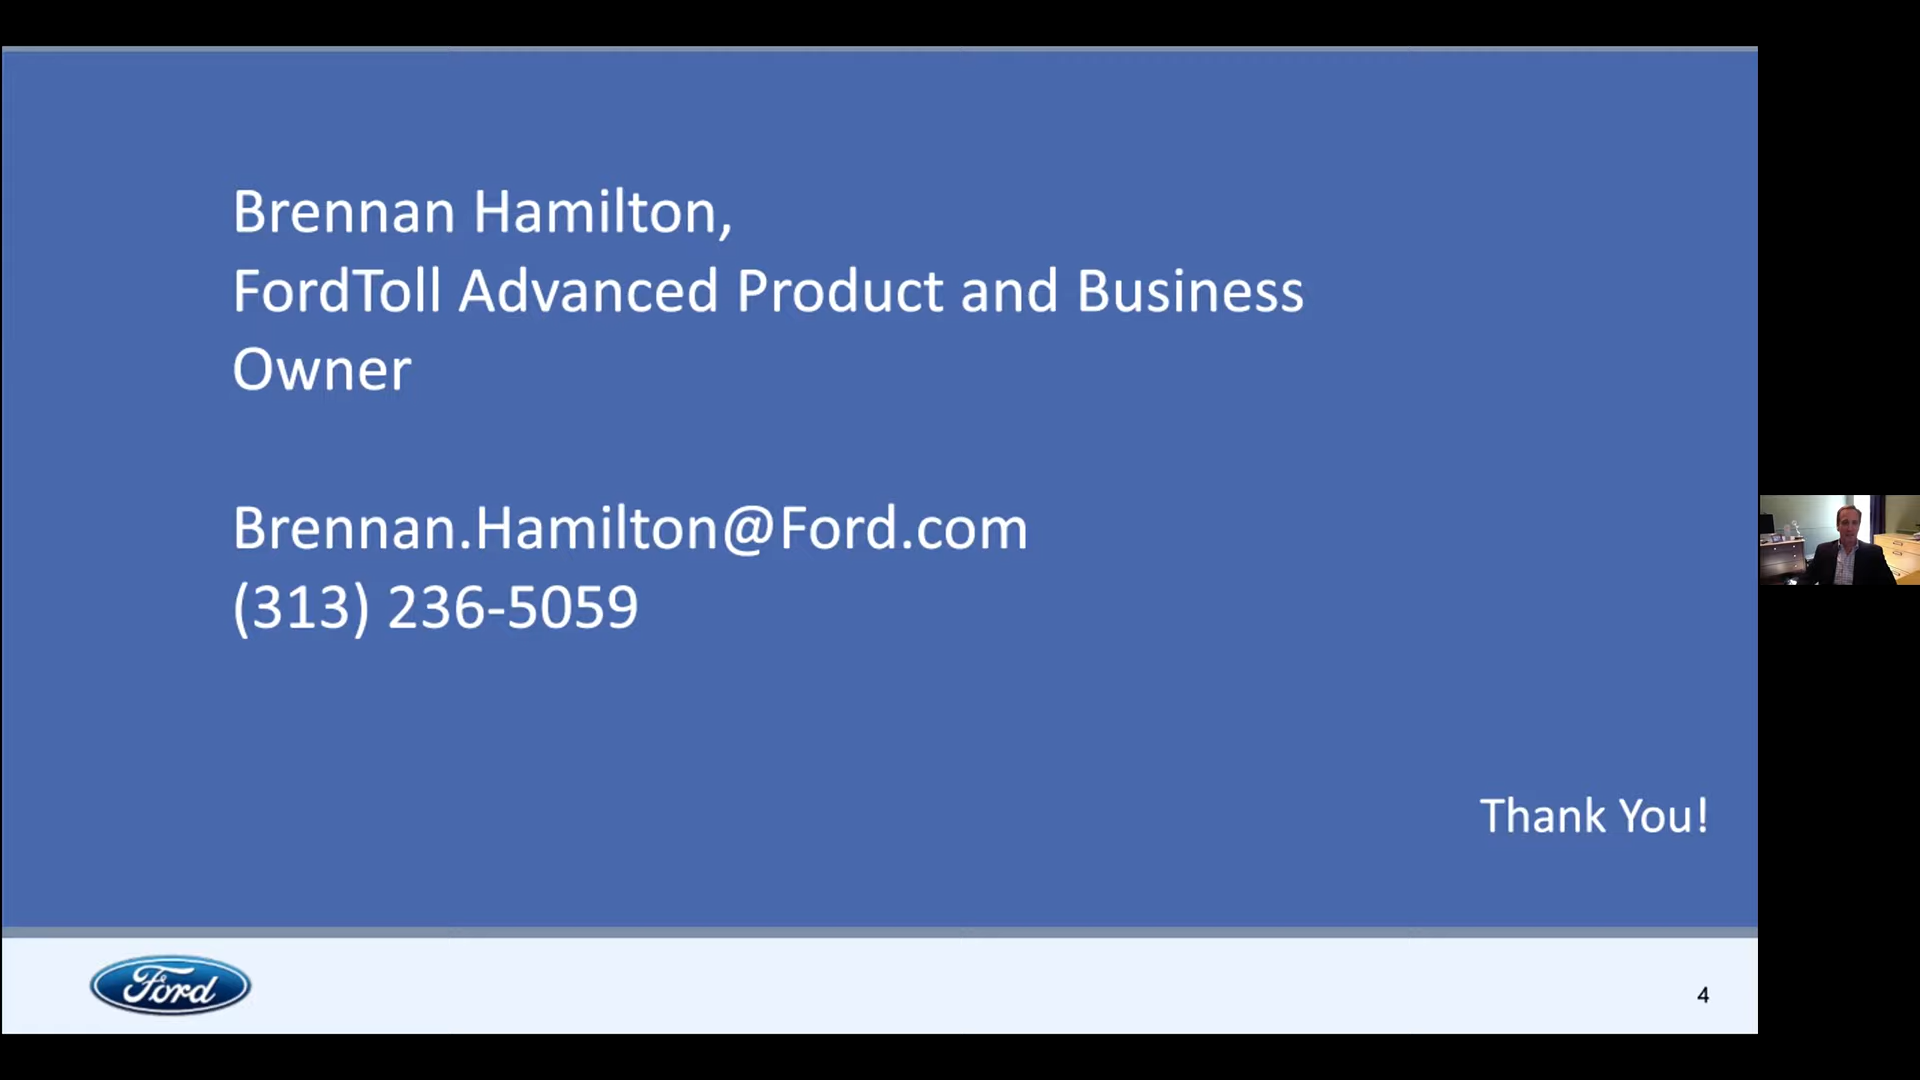 Brennan Hamilton,
FordToll Advanced Product and Business
Owner
Brennan.Hamilton@Ford.com
(313) 236-5059
Thank You!
Ford
4